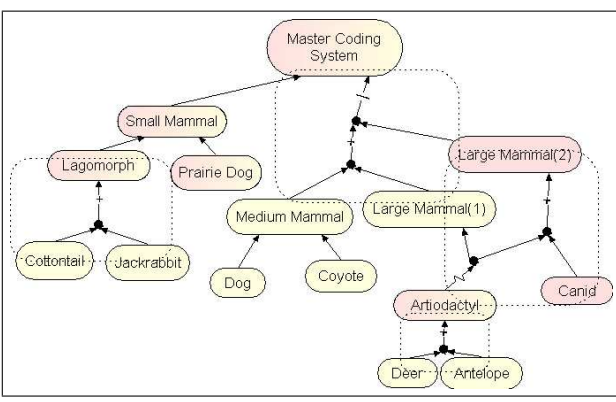 Master Coding
System
Small Mammal
Lagomorph
Prairie Dog
Large Mammal(2)
Medium Mammal
Large Mammal(1)
Cottontail
Jackrabbit
Dog
Coyote
Artiodactyl
Canid
Deer
Antelope